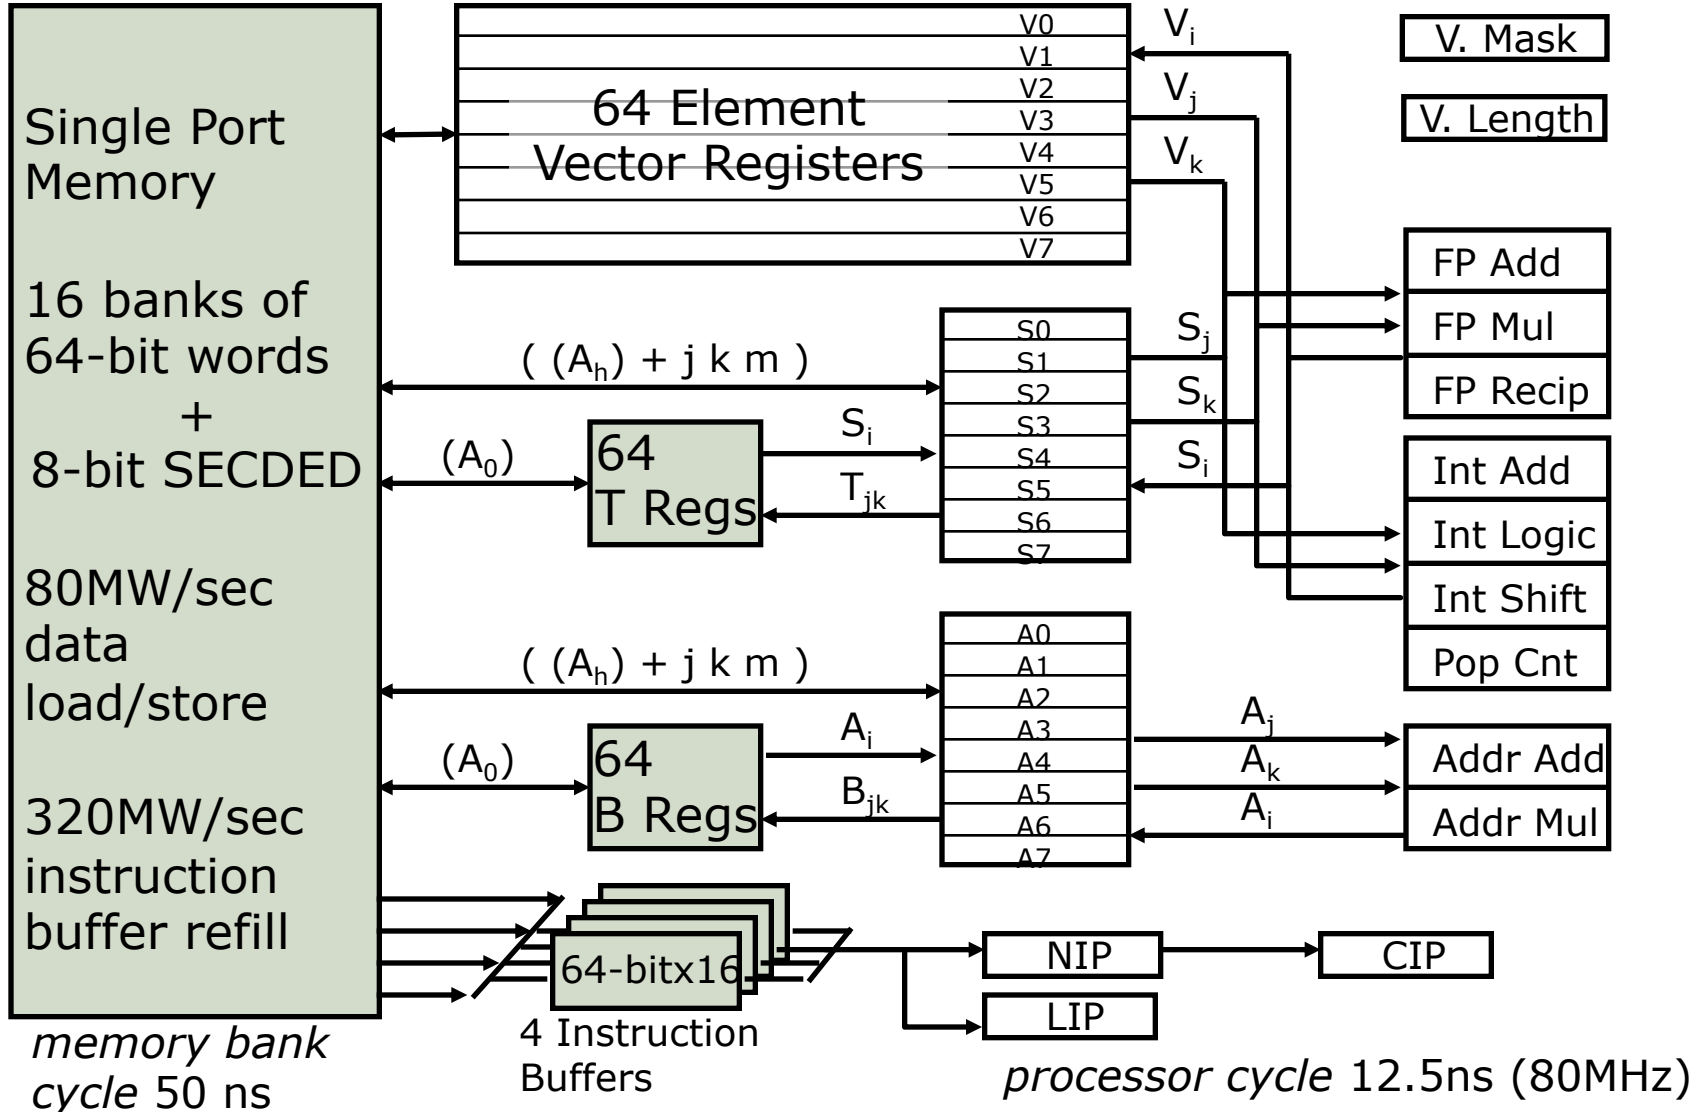 Single Port
Memory
16 banks of
64-bit words
+
8-bit SECDED
80MW/sec
data
load/store
320MW/sec
instruction
buffer refill
memory bank
cycle 50 ns
V0
V1
V2
V3
V4
V5
V6
V7
64 Element
Vector Registers
Vi
Vj
Vk
V. Mask
V. Length
( (Ah) + j k m )
(A0)
64
T Regs
Si
Tjk
S0
S1
S2
S3
S4
S5
S6
S7
Sj
Sk
Si
FP Add
FP Mul
FP Recip
Int Add
Int Logic
Int Shift
Pop Cnt
( (Ah) + j k m )
(A0)
64
B Regs
Ai
Bjk
A0
A1
A2
A3
A4
A5
A6
A7
Aj
Ak
Ai
Addr Add
Addr Mul
64-bitx16
4 Instruction
Buffers
NIP
CIP
LIP
processor cycle 12.5ns (80MHz)